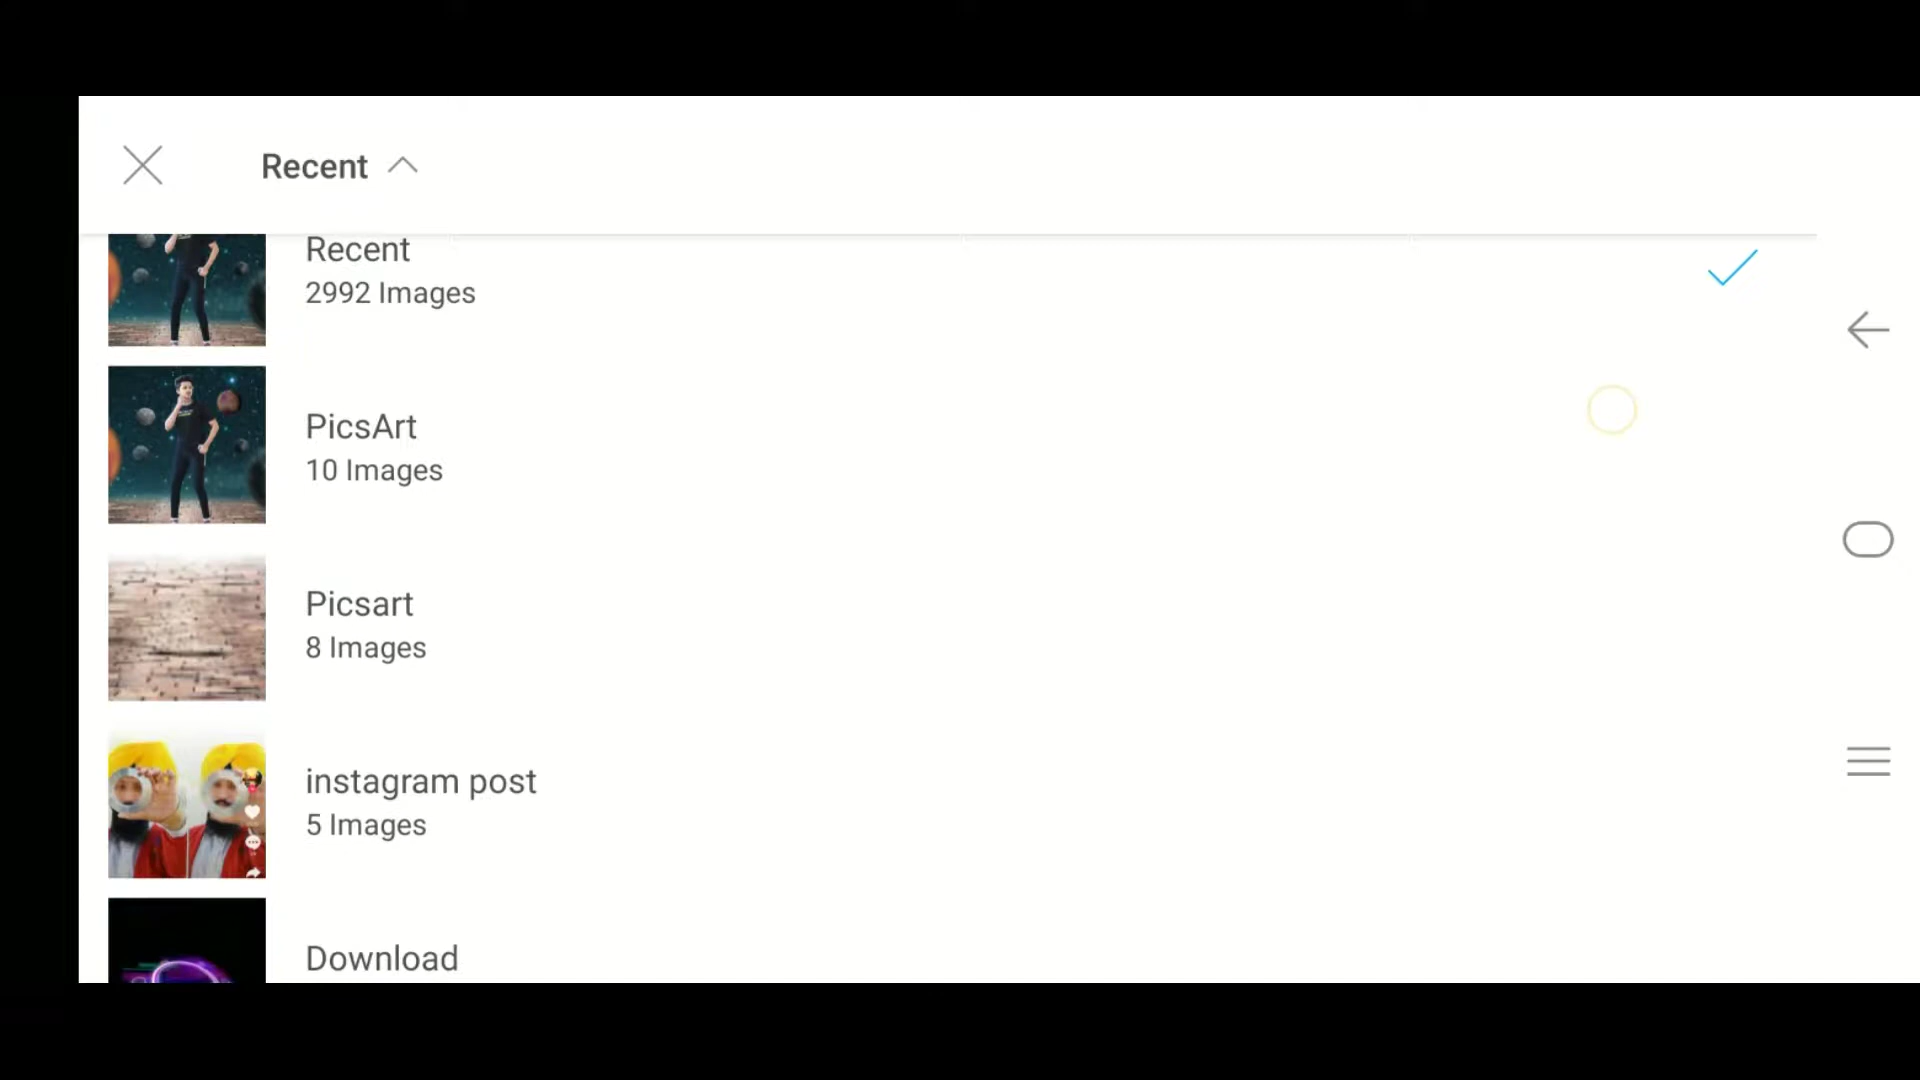 Recent
Recent
2992 Images
PicsArt
10 Images
Picsart
8 Images
instagram post
5 Images
Download